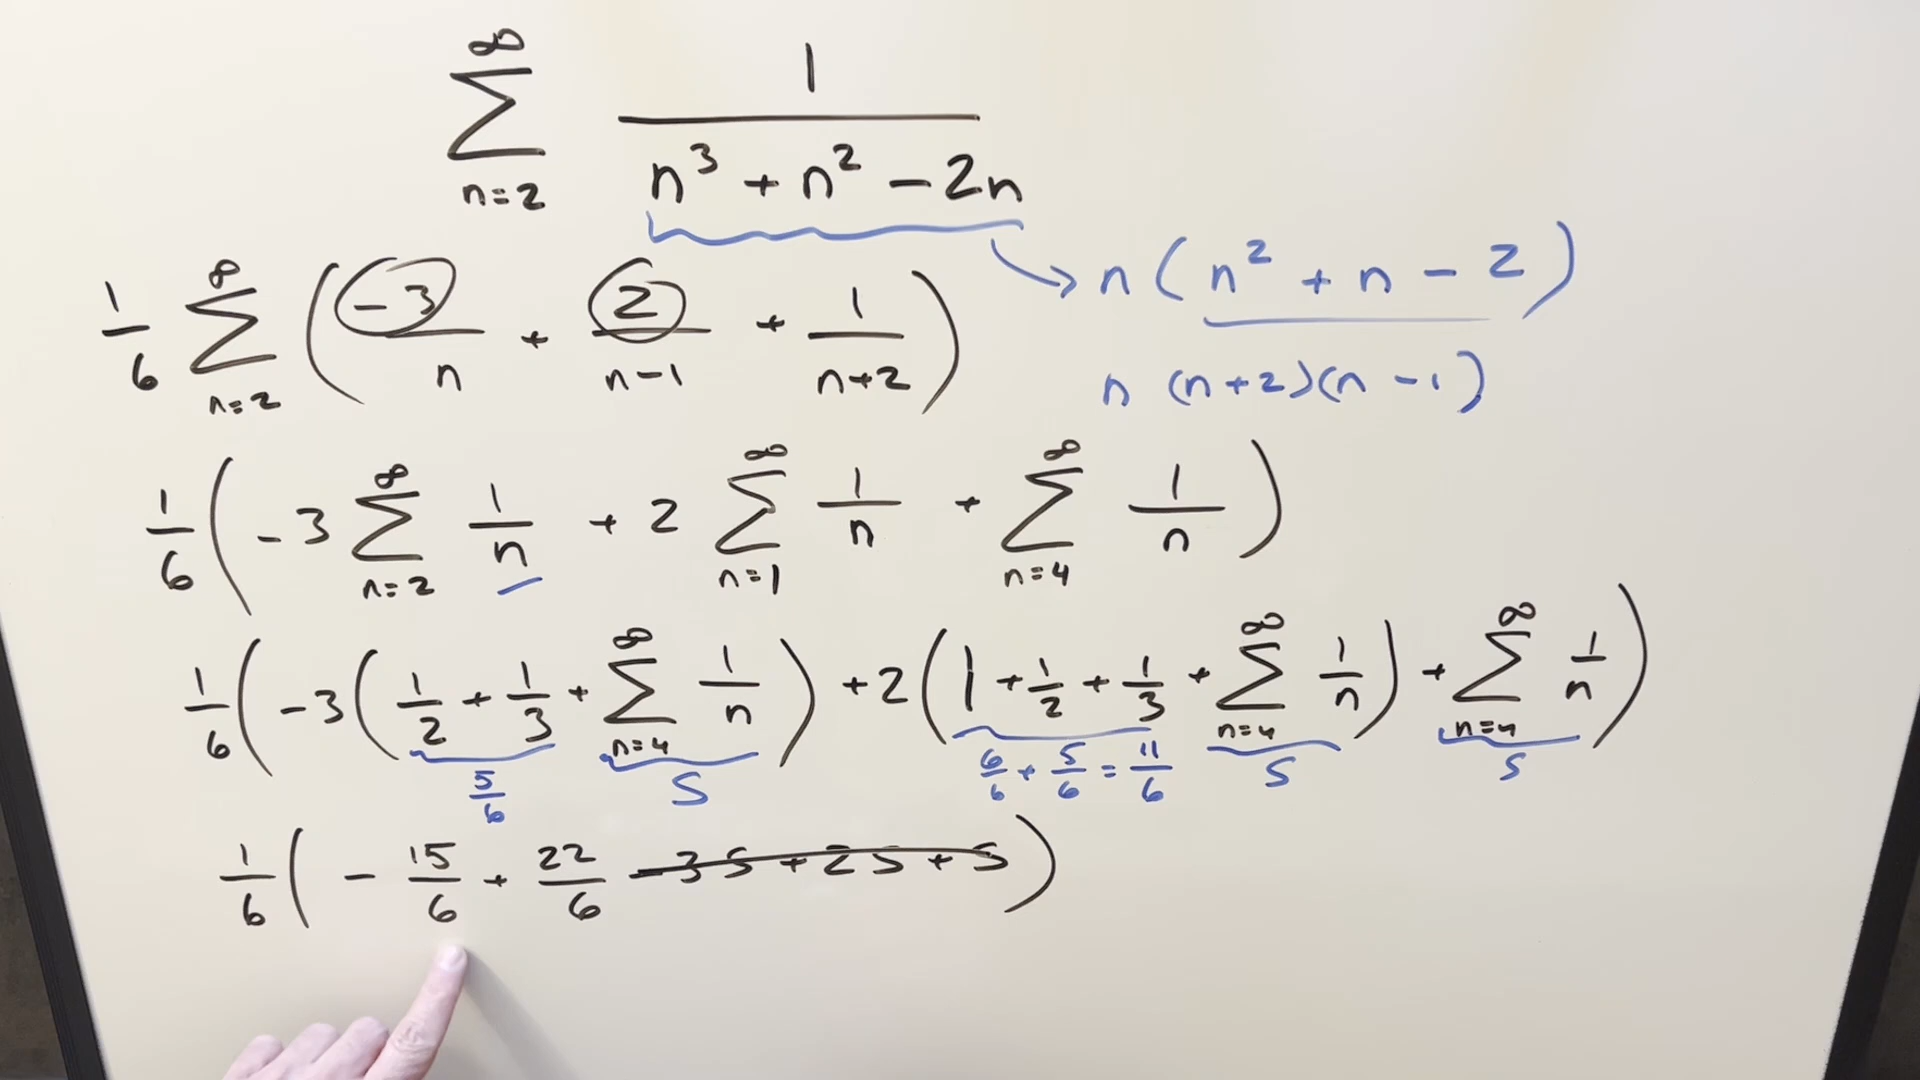 ∞
∑ 1/(n³ + n² - 2n)
n=2
→ n(n² + n - 2)
n(n+2)(n-1)
1/6 ∑_{n=2}^{∞} (-3/n + 2/(n-1) + 1/(n+2))
1/6 (-3 ∑_{n=2}^{∞} 1/n + 2 ∑_{n=1}^{∞} 1/n + ∑_{n=4}^{∞} 1/n)
1/6 (-3(1/2 + 1/3 + ∑_{n=4}^{∞} 1/n) + 2(1 + 1/2 + 1/3 + ∑_{n=4}^{∞} 1/n) + ∑_{n=4}^{∞} 1/n)
5/6 S 6/6 + 5/6 = 11/6 S S
1/6 (- 15/6 + 22/6 - 3S + 2S + S)